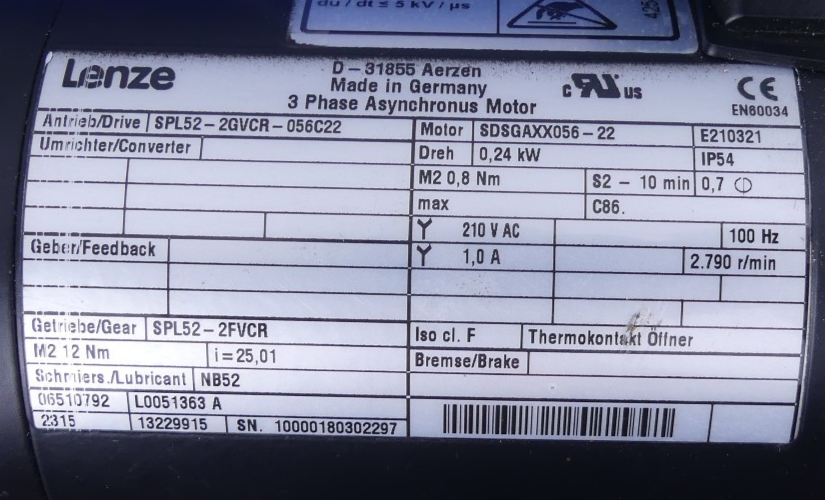 du / dt ≤ 5 kV / µs
425
Lenze
D-31855 Aerzen
Made in Germany
3 Phase Asynchronus Motor
c RU us
CE
EN60034
Antrieb/Drive SPL52-2GVCR-056C22
Umrichter/Converter
Geber/Feedback
Getriebe/Gear SPL52-2FVCR
M2 12 Nm i=25,01
Schmiers./Lubricant NB52
06510792 L0051363 A
2315 13229915 SN. 10000180302297
Motor SDSGAXX056-22 E210321
Dreh 0,24 kW IP54
M2 0,8 Nm S2 - 10 min 0,7
max C86.
Y 210 V AC 100 Hz
Y 1,0 A 2.790 r/min
Iso cl. F Thermokontakt Öffner
Bremse/Brake